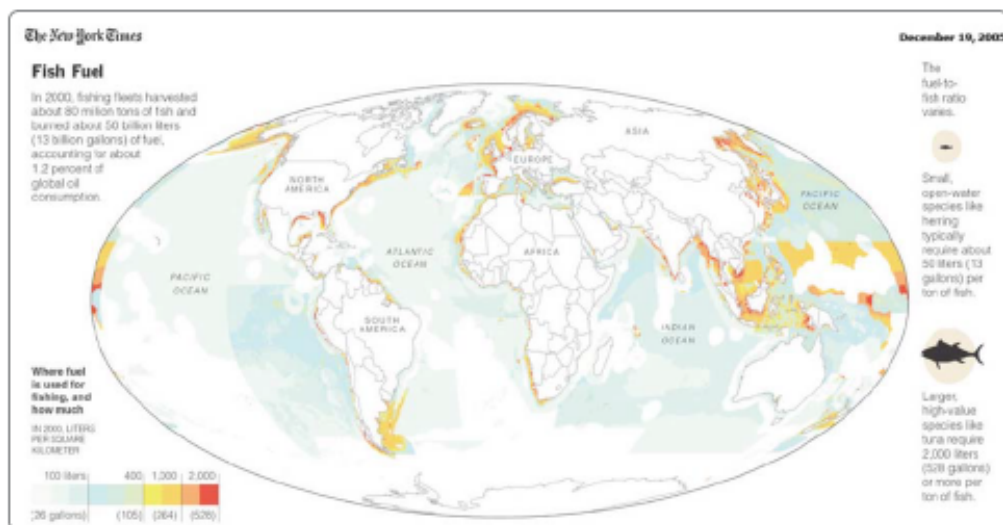 The New York Times
December 19, 2005
Fish Fuel
In 2000, fishing fleets harvested
about 80 million tons of fish and
burned about 50 billion liters
(13 billion gallons) of fuel,
accounting for about
1.2 percent of
global oil
consumption.
The
fuel-to-
fish ratio
varies.
Small,
open-water
species like
herring
typically
require about
50 liters (13
gallons) per
ton of fish.
Larger,
high-value
species like
tuna require
2,000 liters
(528 gallons)
or more per
ton of fish.
ASIA
EUROPE
NORTH
AMERICA
PACIFIC
OCEAN
ATLANTIC
OCEAN
AFRICA
PACIFIC
OCEAN
SOUTH
AMERICA
INDIAN
OCEAN
Where fuel
is used for
fishing, and
how much
IN 2000, LITERS
PER SQUARE
KILOMETER
100 liters 400 1,000 2,000
(26 gallons) (105) (264) (528)